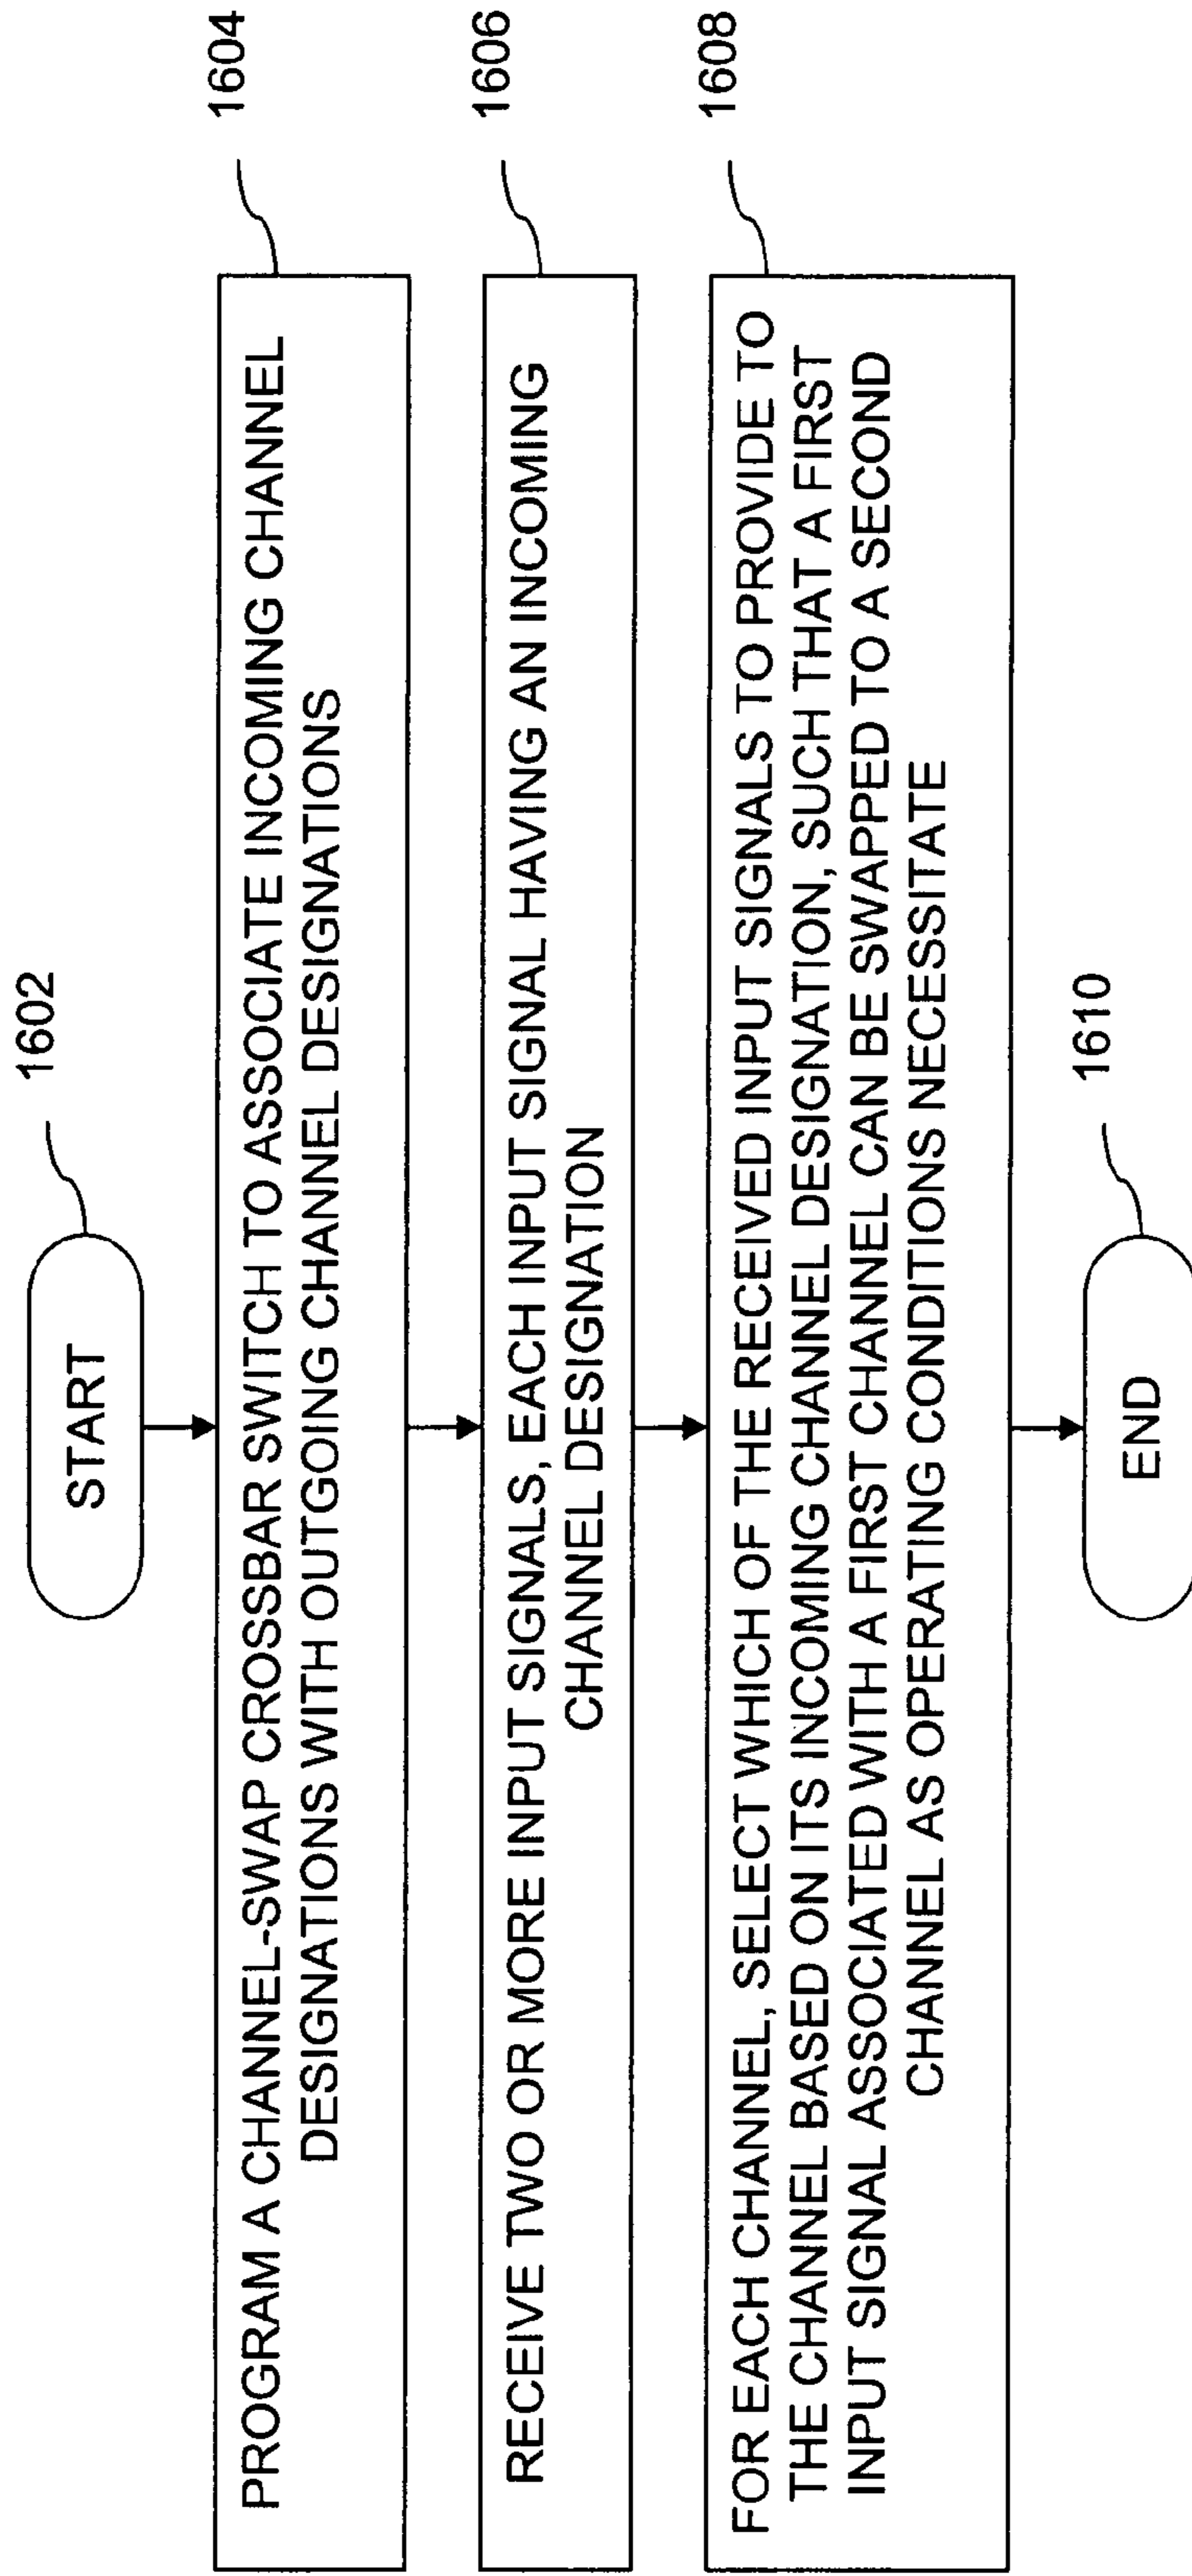 1602
START
1604
PROGRAM A CHANNEL-SWAP CROSSBAR SWITCH TO ASSOCIATE INCOMING CHANNEL
DESIGNATIONS WITH OUTGOING CHANNEL DESIGNATIONS
1606
RECEIVE TWO OR MORE INPUT SIGNALS, EACH INPUT SIGNAL HAVING AN INCOMING
CHANNEL DESIGNATION
1608
FOR EACH CHANNEL, SELECT WHICH OF THE RECEIVED INPUT SIGNALS TO PROVIDE TO
THE CHANNEL BASED ON ITS INCOMING CHANNEL DESIGNATION, SUCH THAT A FIRST
INPUT SIGNAL ASSOCIATED WITH A FIRST CHANNEL CAN BE SWAPPED TO A SECOND
CHANNEL AS OPERATING CONDITIONS NECESSITATE
1610
END